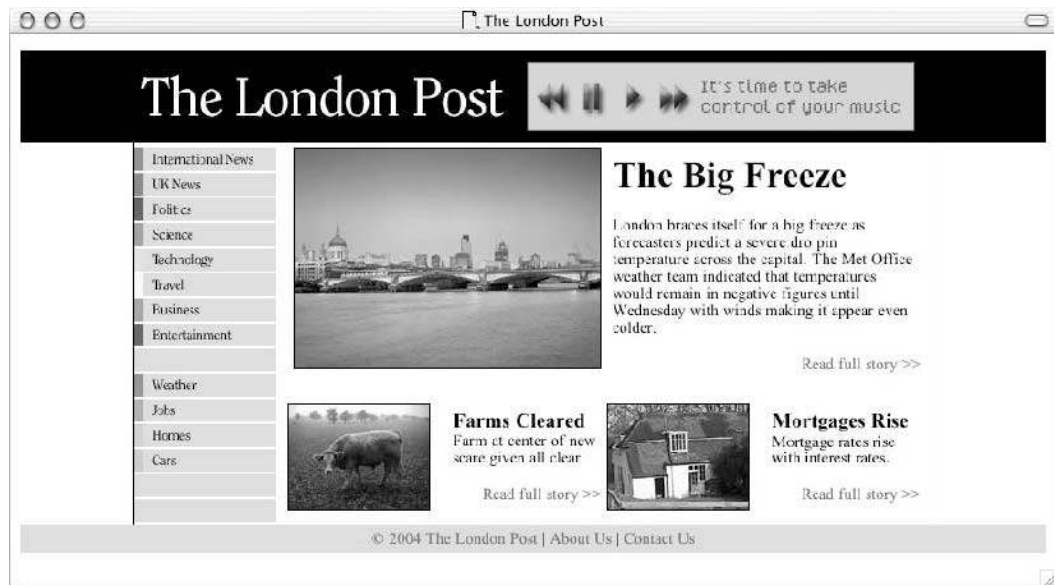 The London Post
The London Post
It's time to take
control of your music
International News
UK News
Politics
Science
Technology
Travel
Business
Entertainment
Weather
Jobs
Homes
Cars
The Big Freeze
London braces itself for a big freeze as
forecasters predict a severe dro pin
temperature across the capital. The Met Office
weather team indicated that temperatures
would remain in negative figures until
Wednesday with winds making it appear even
colder.
Read full story >>
Farms Cleared
Farm at center of new
scare given all clear
Read full story >>
Mortgages Rise
Mortgage rates rise
with interest rates.
Read full story >>
© 2004 The London Post | About Us | Contact Us